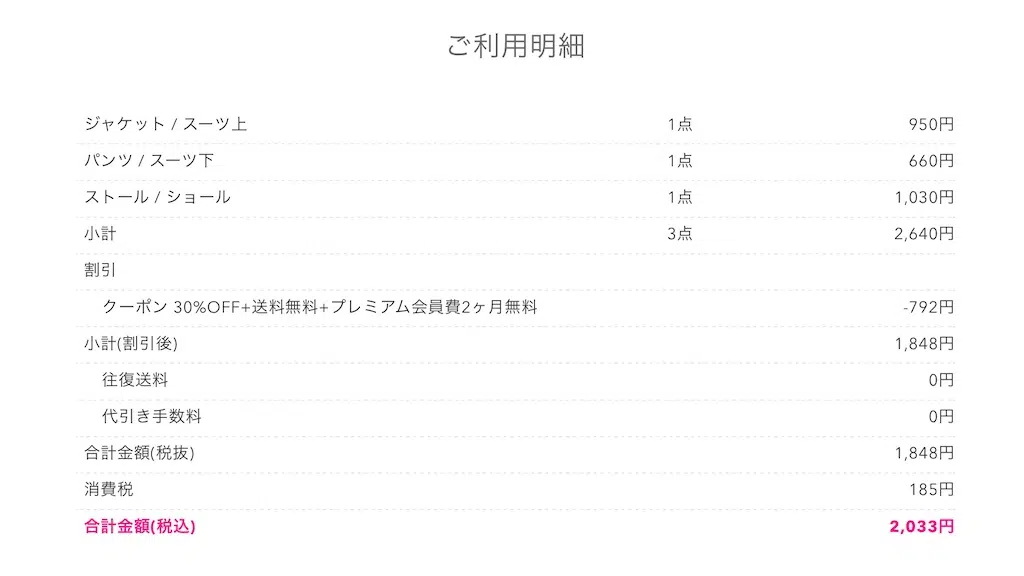 ご利用明細
ジャケット / スーツ上 1点 950円
パンツ / スーツ下 1点 660円
ストール / ショール 1点 1,030円
小計 3点 2,640円
割引
クーポン 30%OFF+送料無料+プレミアム会員費2ヶ月無料 -792円
小計(割引後) 1,848円
往復送料 0円
代引き手数料 0円
合計金額(税抜) 1,848円
消費税 185円
合計金額(税込) 2,033円